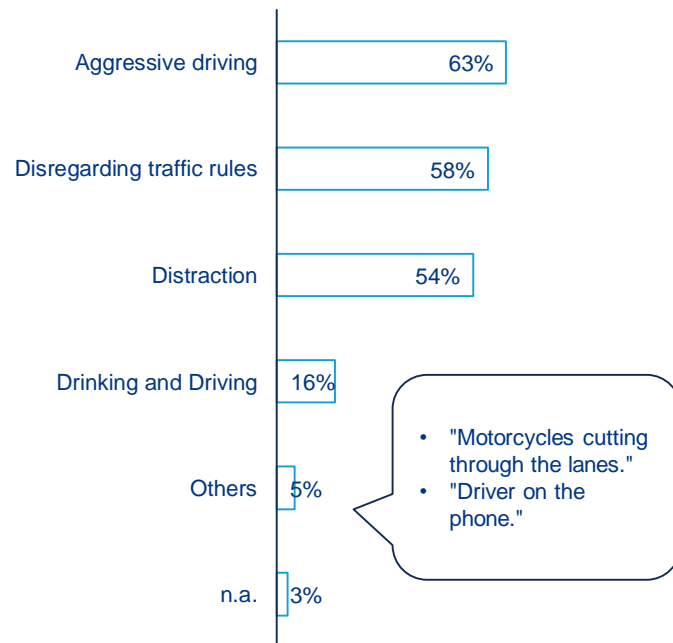 Aggressive driving 63%
Disregarding traffic rules 58%
Distraction 54%
Drinking and Driving 16%
Others 5%
• "Motorcycles cutting
through the lanes."
• "Driver on the
phone."
n.a. 3%